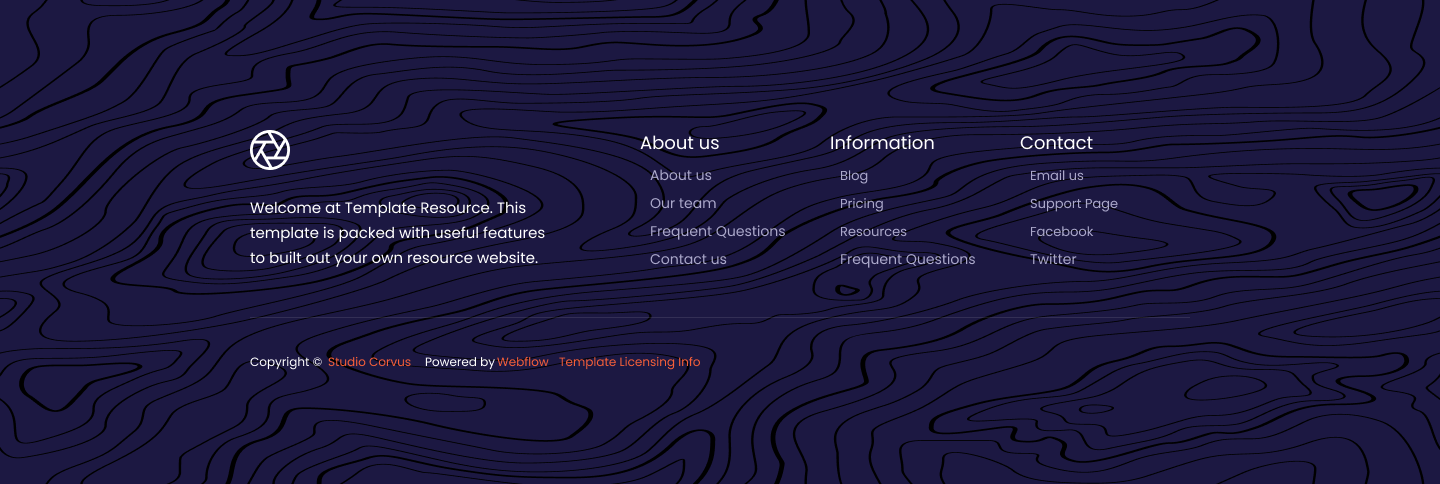 Welcome at Template Resource. This
template is packed with useful features
to built out your own resource website.
About us
About us
Our team
Frequent Questions
Contact us
Information
Blog
Pricing
Resources
Frequent Questions
Contact
Email us
Support Page
Facebook
Twitter
Copyright © Studio Corvus Powered by Webflow Template Licensing Info